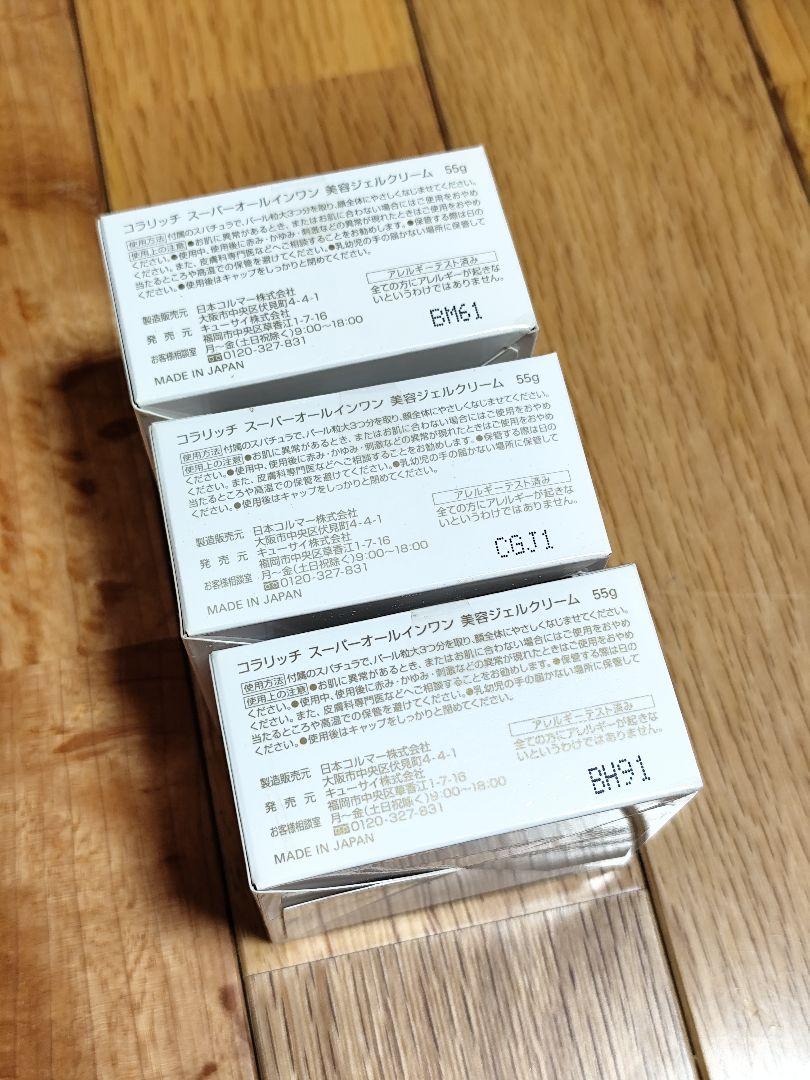 コラリッチ スーパーオールインワン 美容ジェルクリーム 55g
使用方法 付属のスパチュラで、パール粒大3つ分を取り、顔全体にやさしくなじませてください。
使用上の注意 ●お肌に異常があるとき、またはお肌に合わない場合にはご使用をおやめ
ください。●使用中、使用後に赤み・かゆみ・刺激などの異常が現れたときはご使用をおやめ
ください。また、皮膚科専門医などへご相談することをお勧めします。●保管する際は日の
当たるところや高温での保管を避けてください。●乳幼児の手の届かない場所に保管して
ください。●使用後はキャップをしっかりと閉めてください。
アレルギーテスト済み
全ての方にアレルギーが起きな
いというわけではありません。
製造販売元 日本コルマー株式会社
大阪市中央区伏見町4-4-1
発売元 キューサイ株式会社
福岡市中央区草香江1-7-16
お客様相談室 月〜金(土日祝除く)9:00〜18:00
0120-327-831
BM61
MADE IN JAPAN
コラリッチ スーパーオールインワン 美容ジェルクリーム 55g
使用方法 付属のスパチュラで、パール粒大3つ分を取り、顔全体にやさしくなじませてください。
使用上の注意 ●お肌に異常があるとき、またはお肌に合わない場合にはご使用をおやめ
ください。●使用中、使用後に赤み・かゆみ・刺激などの異常が現れたときはご使用をおやめ
ください。また、皮膚科専門医などへご相談することをお勧めします。●保管する際は日の
当たるところや高温での保管を避けてください。●乳幼児の手の届かない場所に保管して
ください。●使用後はキャップをしっかりと閉めてください。
アレルギーテスト済み
全ての方にアレルギーが起きな
いというわけではありません。
製造販売元 日本コルマー株式会社
大阪市中央区伏見町4-4-1
発売元 キューサイ株式会社
福岡市中央区草香江1-7-16
お客様相談室 月〜金(土日祝除く)9:00〜18:00
0120-327-831
CGJ1
MADE IN JAPAN
コラリッチ スーパーオールインワン 美容ジェルクリーム 55g
使用方法 付属のスパチュラで、パール粒大3つ分を取り、顔全体にやさしくなじませてください。
使用上の注意 ●お肌に異常があるとき、またはお肌に合わない場合にはご使用をおやめ
ください。●使用中、使用後に赤み・かゆみ・刺激などの異常が現れたときはご使用をおやめ
ください。また、皮膚科専門医などへご相談することをお勧めします。●保管する際は日の
当たるところや高温での保管を避けてください。●乳幼児の手の届かない場所に保管して
ください。●使用後はキャップをしっかりと閉めてください。
アレルギーテスト済み
全ての方にアレルギーが起きな
いというわけではありません。
製造販売元 日本コルマー株式会社
大阪市中央区伏見町4-4-1
発売元 キューサイ株式会社
福岡市中央区草香江1-7-16
お客様相談室 月〜金(土日祝除く)9:00〜18:00
0120-327-831
BH91
MADE IN JAPAN